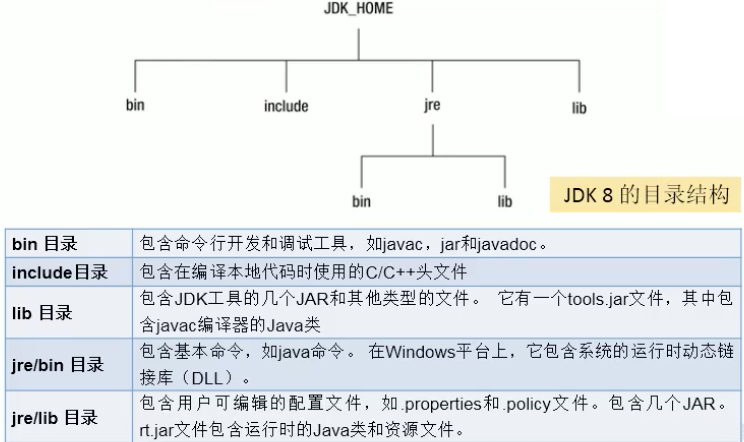 JDK_HOME
bin
include
jre
lib
bin
lib
JDK 8 的目录结构
bin 目录
包含命令行开发和调试工具，如javac，jar和javadoc。
include目录
包含在编译本地代码时使用的C/C++头文件
lib 目录
包含JDK工具的几个JAR和其他类型的文件。 它有一个tools.jar文件，其中包
含javac编译器的Java类
jre/bin 目录
包含基本命令，如java命令。 在Windows平台上，它包含系统的运行时动态链
接库（DLL）。
jre/lib 目录
包含用户可编辑的配置文件，如.properties和.policy文件。包含几个JAR。
rt.jar文件包含运行时的Java类和资源文件。